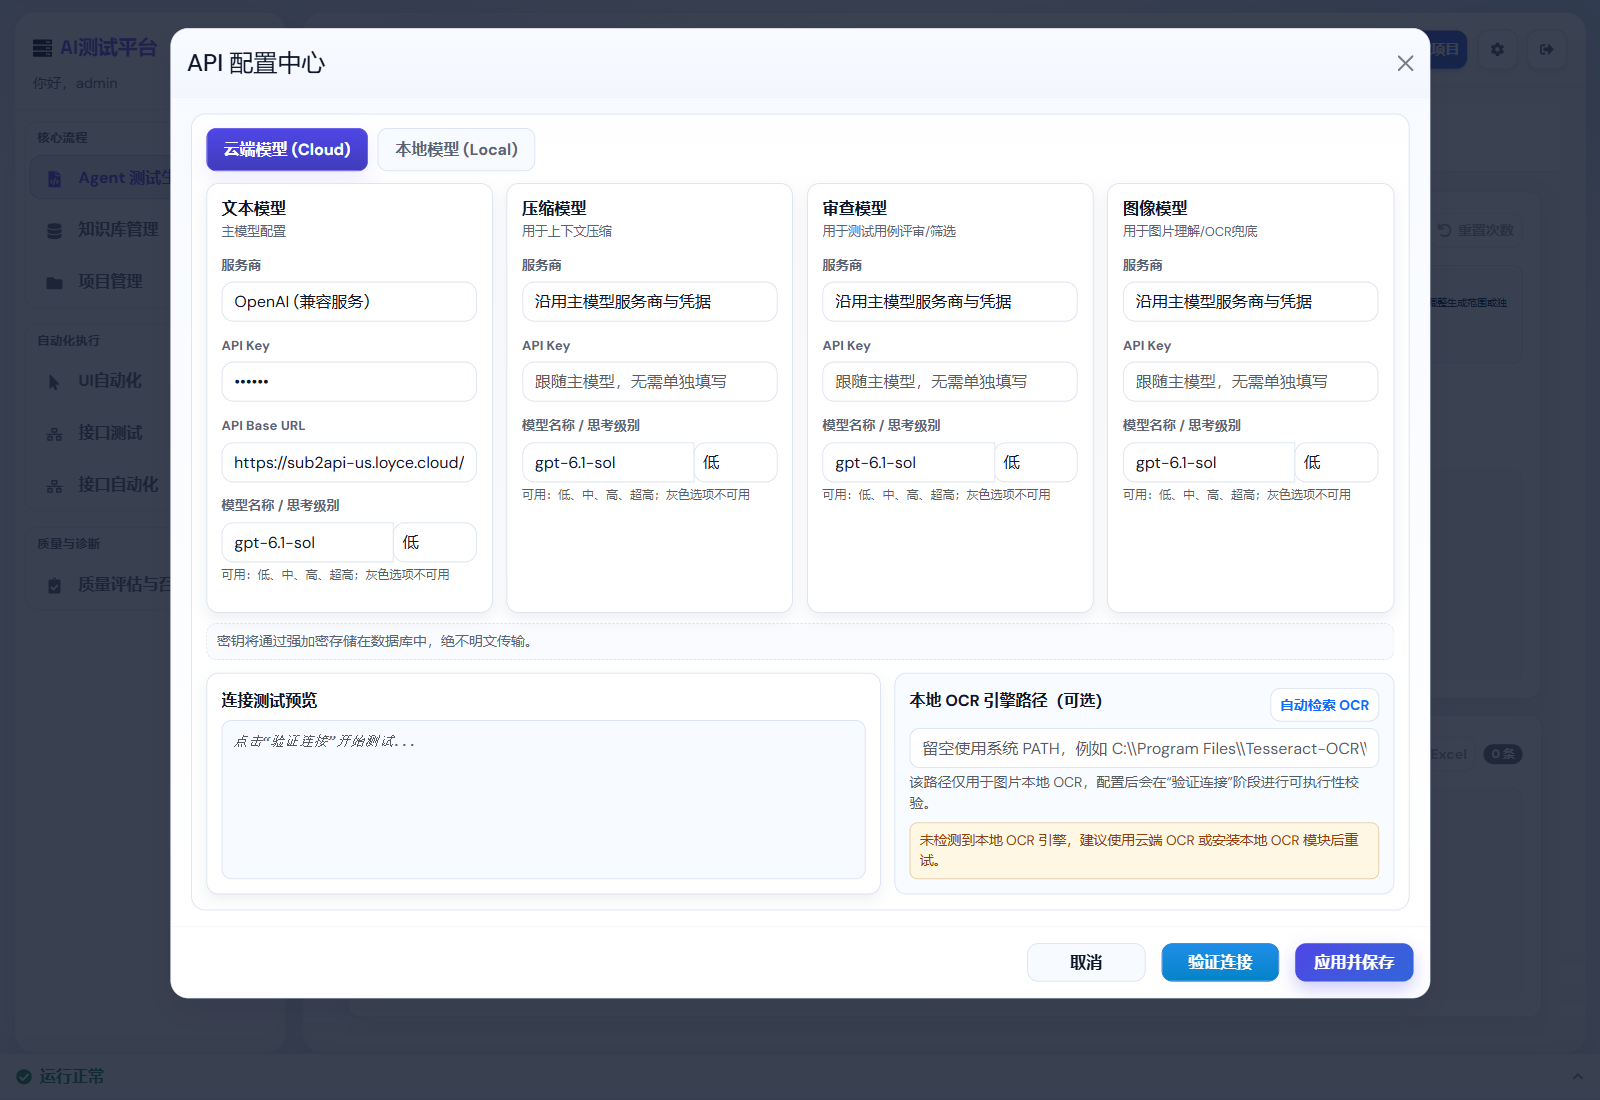 AI测试平台
你好，admin
核心流程
Agent 测试生
知识库管理
项目管理
自动化执行
UI自动化
接口测试
接口自动化
质量与诊断
质量评估与召
运行正常
项目
重置次数
调整生成范围或独
Excel
0 条
API 配置中心
云端模型 (Cloud)
本地模型 (Local)
文本模型
主模型配置
服务商
OpenAI (兼容服务)
API Key
••••••
API Base URL
https://sub2api-us.loyce.cloud/
模型名称 / 思考级别
gpt-6.1-sol
低
可用：低、中、高、超高；灰色选项不可用
压缩模型
用于上下文压缩
服务商
沿用主模型服务商与凭据
API Key
跟随主模型，无需单独填写
模型名称 / 思考级别
gpt-6.1-sol
低
可用：低、中、高、超高；灰色选项不可用
审查模型
用于测试用例评审/筛选
服务商
沿用主模型服务商与凭据
API Key
跟随主模型，无需单独填写
模型名称 / 思考级别
gpt-6.1-sol
低
可用：低、中、高、超高；灰色选项不可用
图像模型
用于图片理解/OCR兜底
服务商
沿用主模型服务商与凭据
API Key
跟随主模型，无需单独填写
模型名称 / 思考级别
gpt-6.1-sol
低
可用：低、中、高、超高；灰色选项不可用
密钥将通过强加密存储在数据库中，绝不明文传输。
连接测试预览
点击“验证连接”开始测试...
本地 OCR 引擎路径（可选）
自动检索 OCR
留空使用系统 PATH，例如 C:\\Program Files\\Tesseract-OCR\\
该路径仅用于图片本地 OCR，配置后会在“验证连接”阶段进行可执行性校
验。
未检测到本地 OCR 引擎，建议使用云端 OCR 或安装本地 OCR 模块后重
试。
取消
验证连接
应用并保存